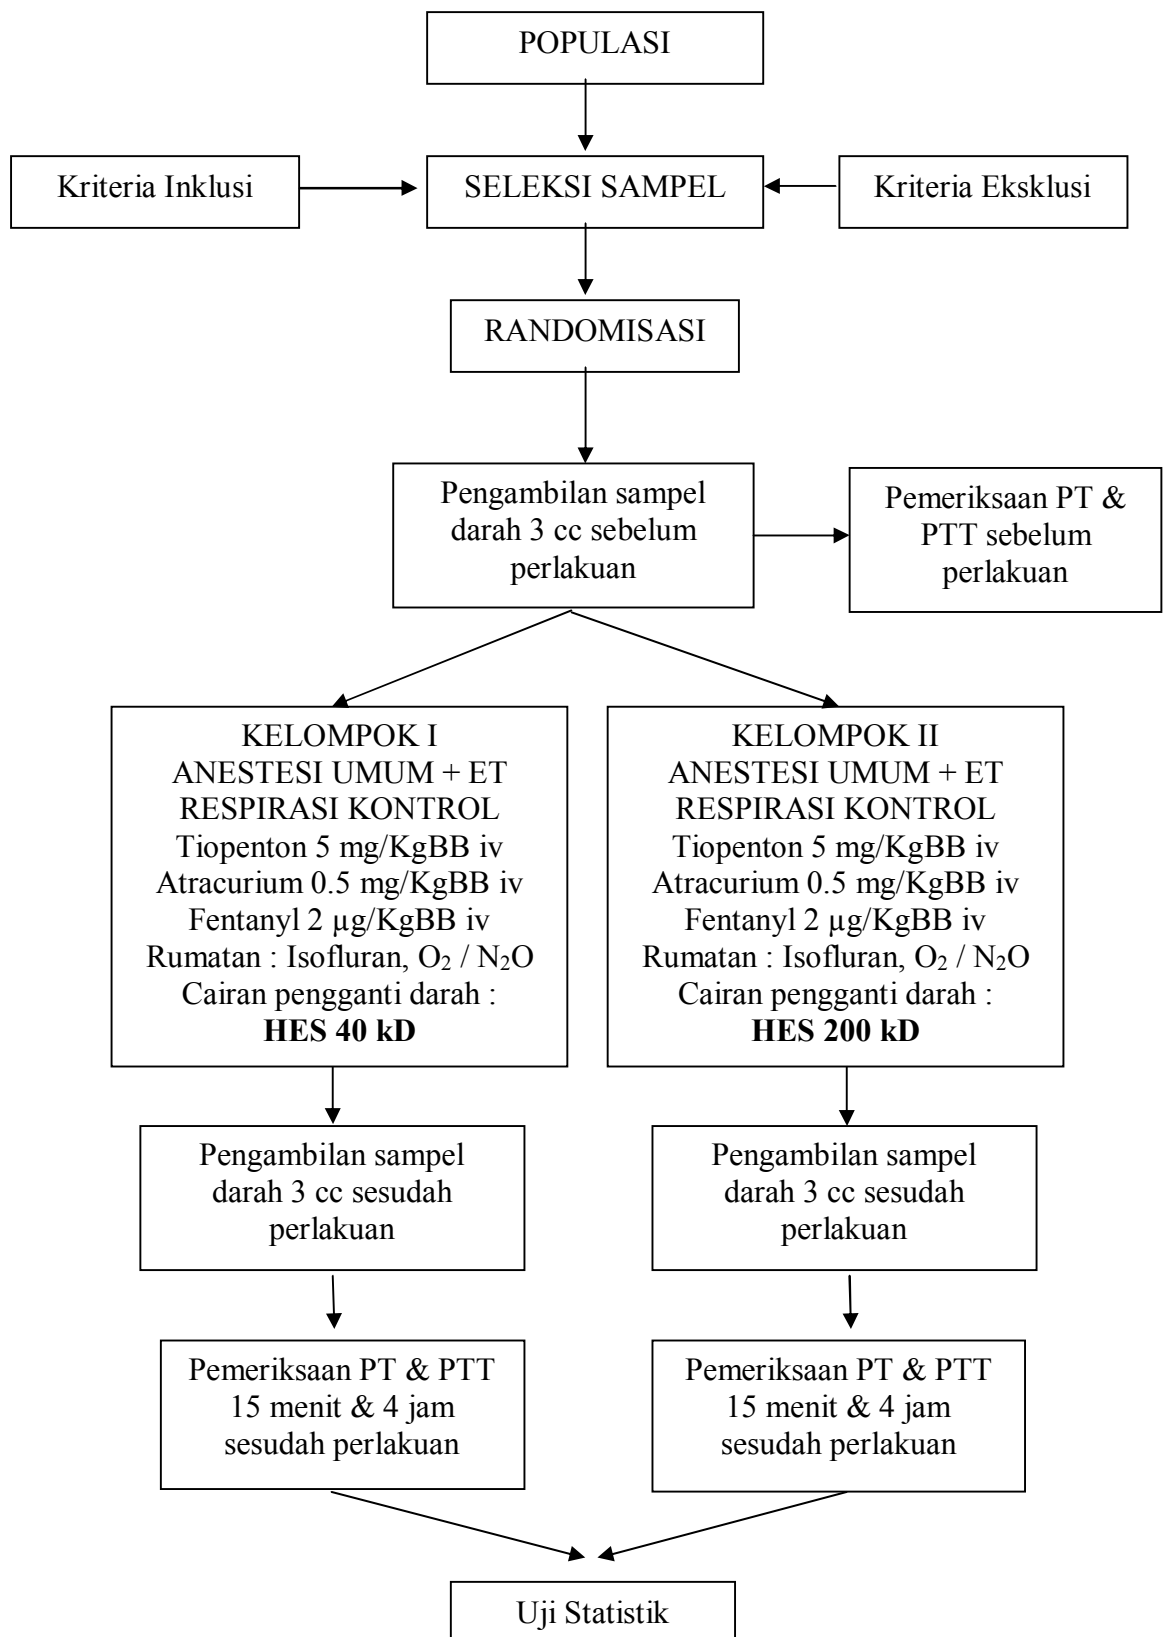 POPULASI
Kriteria Inklusi
SELEKSI SAMPEL
Kriteria Eksklusi
RANDOMISASI
Pengambilan sampel
darah 3 cc sebelum
perlakuan
Pemeriksaan PT &
PTT sebelum
perlakuan
KELOMPOK I
ANESTESI UMUM + ET
RESPIRASI KONTROL
Tiopenton 5 mg/KgBB iv
Atracurium 0.5 mg/KgBB iv
Fentanyl 2 µg/KgBB iv
Rumatan : Isofluran, O₂ / N₂O
Cairan pengganti darah :
HES 40 kD
KELOMPOK II
ANESTESI UMUM + ET
RESPIRASI KONTROL
Tiopenton 5 mg/KgBB iv
Atracurium 0.5 mg/KgBB iv
Fentanyl 2 µg/KgBB iv
Rumatan : Isofluran, O₂ / N₂O
Cairan pengganti darah :
HES 200 kD
Pengambilan sampel
darah 3 cc sesudah
perlakuan
Pengambilan sampel
darah 3 cc sesudah
perlakuan
Pemeriksaan PT & PTT
15 menit & 4 jam
sesudah perlakuan
Pemeriksaan PT & PTT
15 menit & 4 jam
sesudah perlakuan
Uji Statistik